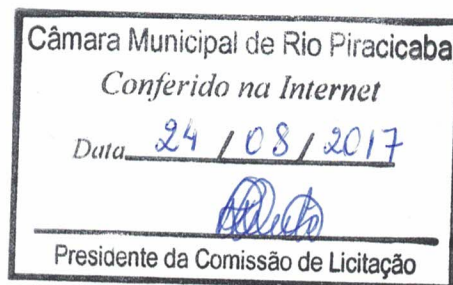 Câmara Municipal de Rio Piracicaba
Conferido na Internet
Data 24 / 08 / 2017
Presidente da Comissão de Licitação